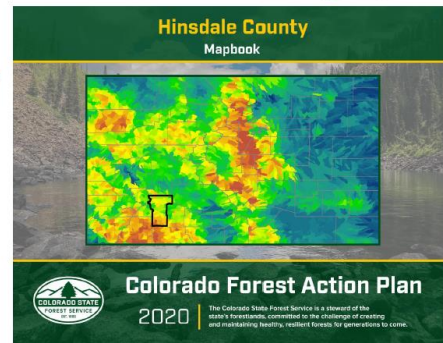 Hinsdale County
Mapbook
COLORADO STATE
FOREST SERVICE
Colorado Forest Action Plan
2020
The Colorado State Forest Service is a steward of the
state's forestlands, committed to the challenge of creating
and maintaining healthy, resilient forests for generations to come.